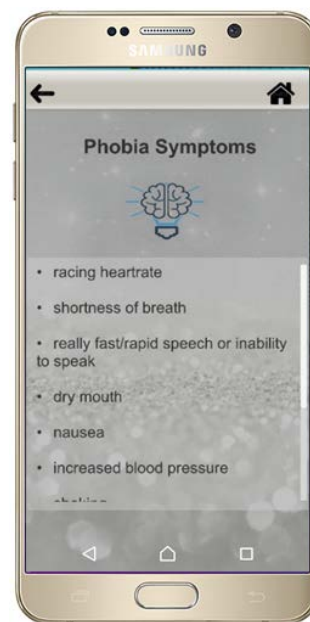 SAMSUNG
Phobia Symptoms
• racing heartrate
• shortness of breath
• really fast/rapid speech or inability
to speak
• dry mouth
• nausea
• increased blood pressure